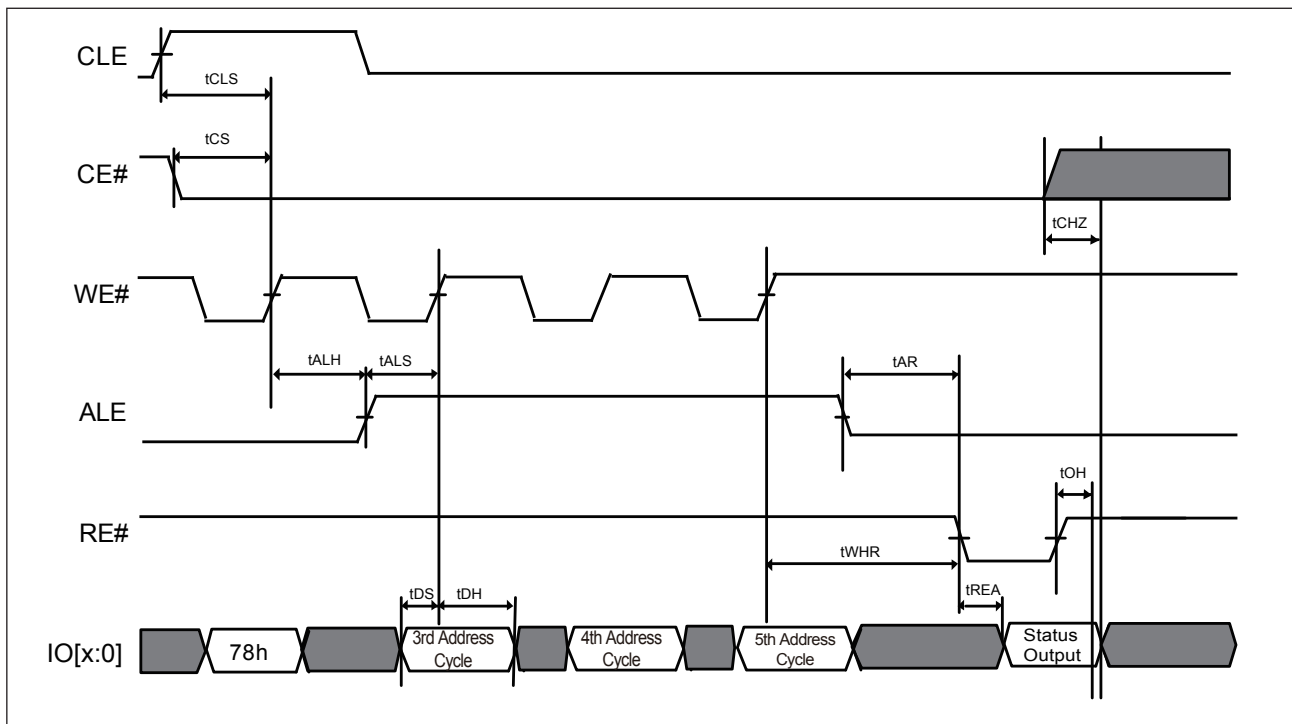 CLE
tCLS
tCS
CE#
tCHZ
WE#
tALH
tALS
tAR
ALE
tOH
RE#
tWHR
tDS
tDH
tREA
IO[x:0]
78h
3rd Address
Cycle
4th Address
Cycle
5th Address
Cycle
Status
Output